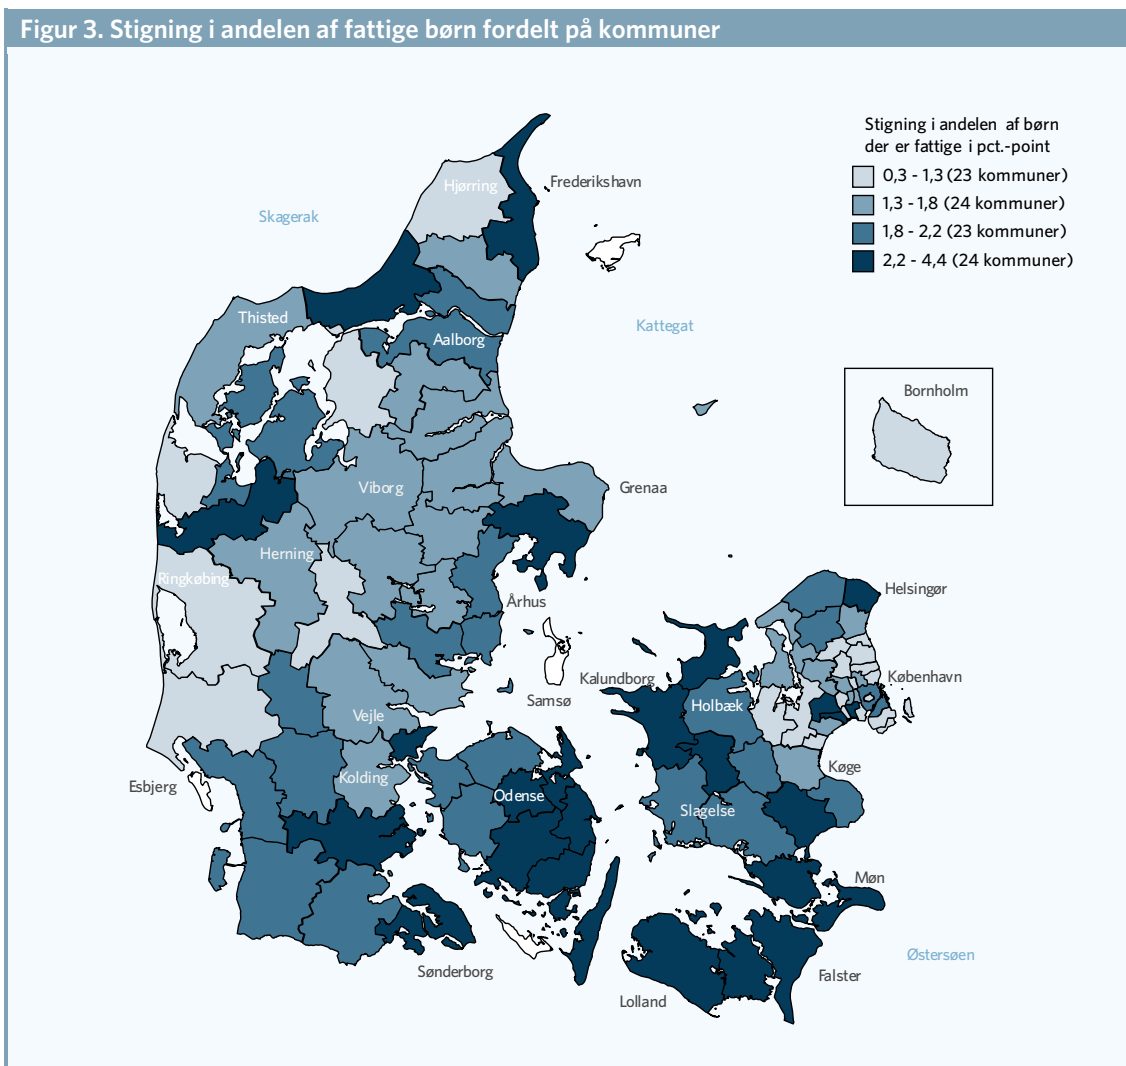 Figur 3. Stigning i andelen af fattige børn fordelt på kommuner
Stigning i andelen af børn
der er fattige i pct.-point
0,3 - 1,3 (23 kommuner)
1,3 - 1,8 (24 kommuner)
1,8 - 2,2 (23 kommuner)
2,2 - 4,4 (24 kommuner)
Hjørring
Frederikshavn
Skagerak
Thisted
Kattegat
Aalborg
Bornholm
Viborg
Grenaa
Herning
Ringkøbing
Helsingør
Århus
Kalundborg
København
Samsø
Holbæk
Vejle
Køge
Kolding
Esbjerg
Odense
Slagelse
Møn
Østersøen
Sønderborg
Falster
Lolland